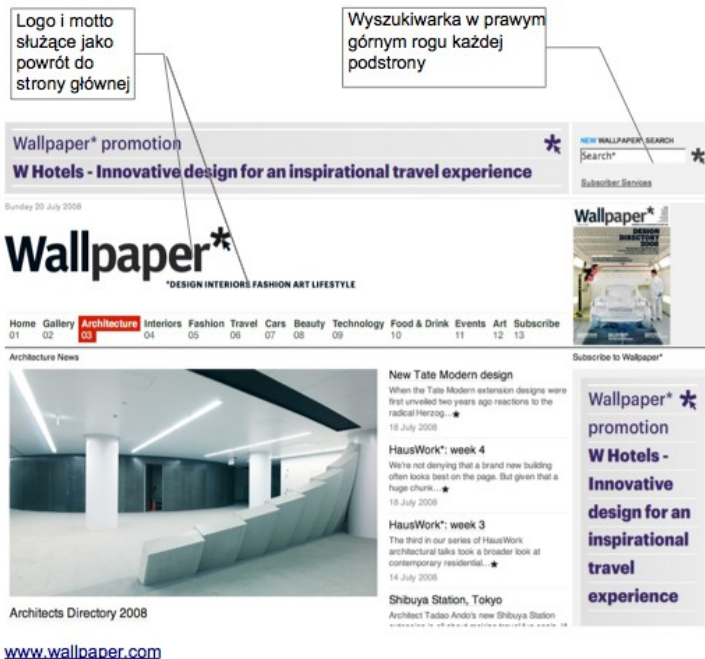 Logo i motto
służące jako
powrót do
strony głównej
Wyszukiwarka w prawym
górnym rogu każdej
podstrony
Wallpaper* promotion
W Hotels - Innovative design for an inspirational travel experience
NEW WALLPAPER* SEARCH
Search*
Subscriber Services
Sunday 20 July 2008
Wallpaper*
*DESIGN INTERIORS FASHION ART LIFESTYLE
Wallpaper*
DESIGN
DIRECTORY
2008
Home Gallery Architecture Interiors Fashion Travel Cars Beauty Technology Food & Drink Events Art Subscribe
01 02 03 04 05 06 07 08 09 10 11 12 13
Architecture News
Subscribe to Wallpaper*
New Tate Modern design
When the Tate Modern extension designs were
first unveiled two years ago reactions to the
radical Herzog...
18 July 2008
HausWork*: week 4
We're not denying that a brand new building
often looks best on the page. But given that a
huge chunk...
18 July 2008
HausWork*: week 3
The third in our series of HausWork
architectural talks took a broader look at
contemporary residential...
14 July 2008
Shibuya Station, Tokyo
Architect Tadao Ando's new Shibuya Station
Wallpaper*
promotion
W Hotels -
Innovative
design for an
inspirational
travel
experience
Architects Directory 2008
www.wallpaper.com